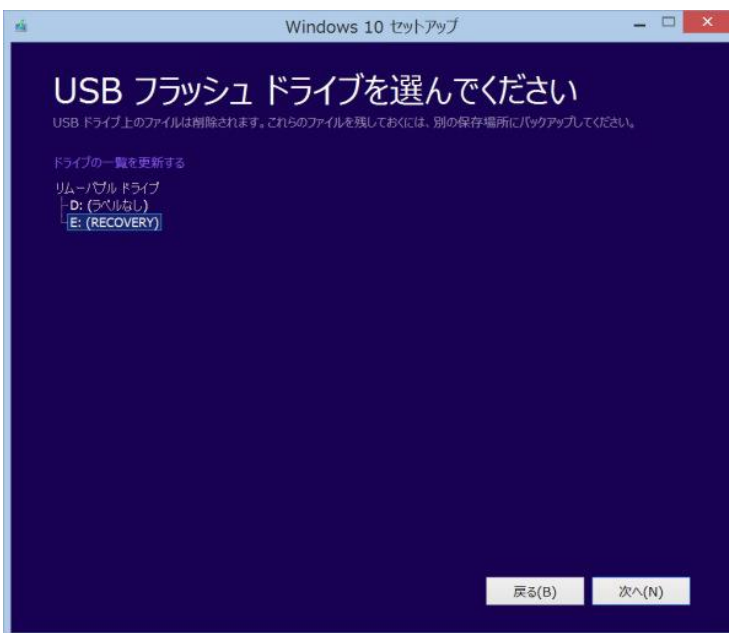 Windows 10 セットアップ
USB フラッシュ ドライブを選んでください
USB ドライブ上のファイルは削除されます。これらのファイルを残しておくには、別の保存場所にバックアップしてください。
ドライブの一覧を更新する
リムーバブル ドライブ
D: (ラベルなし)
E: (RECOVERY)
戻る(B)
次へ(N)